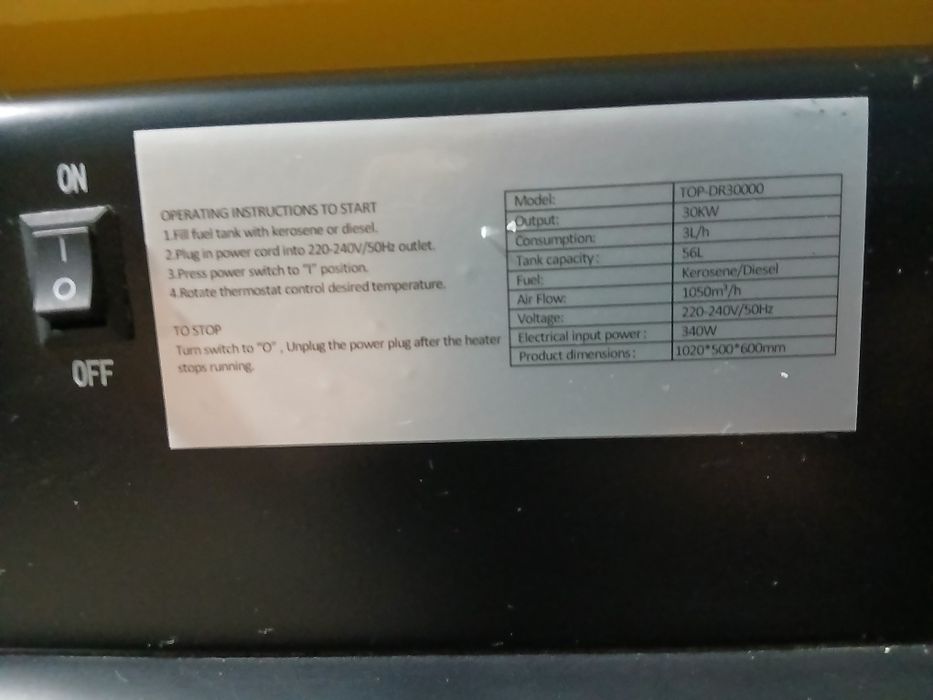 ON
I
O
OFF
OPERATING INSTRUCTIONS TO START
1.Fill fuel tank with kerosene or diesel.
2.Plug in power cord into 220-240V/50Hz outlet.
3.Press power switch to "I" position.
4.Rotate thermostat control desired temperature.
TO STOP
Turn switch to "O" , Unplug the power plug after the heater
stops running.
Model: TOP-DR30000
Output: 30KW
Consumption: 3L/h
Tank capacity: 56L
Fuel: Kerosene/Diesel
Air Flow: 1050m³/h
Voltage: 220-240V/50Hz
Electrical input power: 340W
Product dimensions: 1020*500*600mm